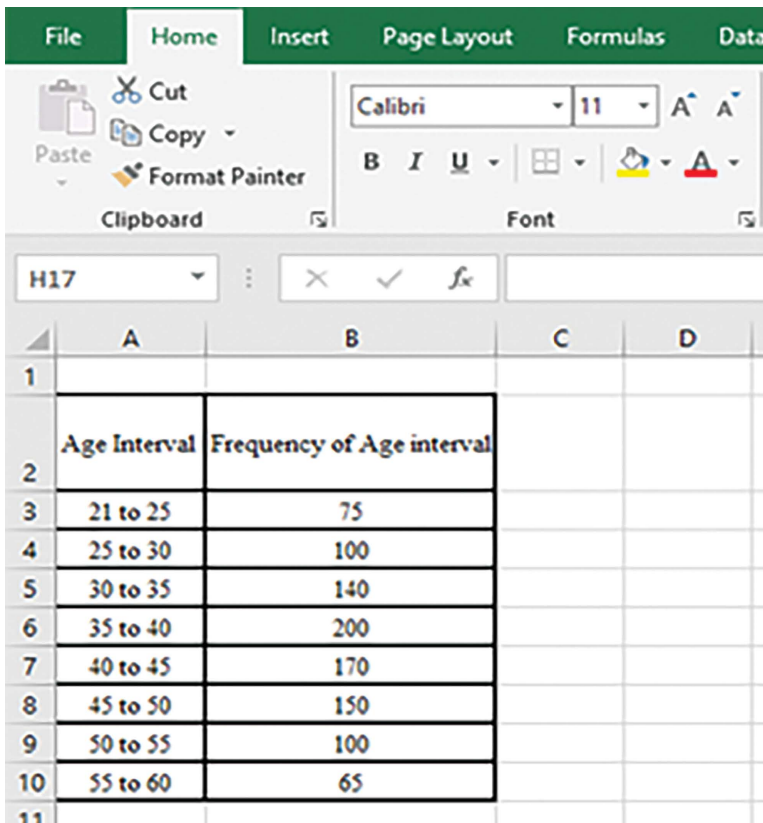 File Home Insert Page Layout Formulas Data
Cut
Copy
Paste
Format Painter
Clipboard
Calibri 11 A A
B I U A
Font
H17 fx
A B C D
1
2 Age Interval Frequency of Age interval
3 21 to 25 75
4 25 to 30 100
5 30 to 35 140
6 35 to 40 200
7 40 to 45 170
8 45 to 50 150
9 50 to 55 100
10 55 to 60 65
11